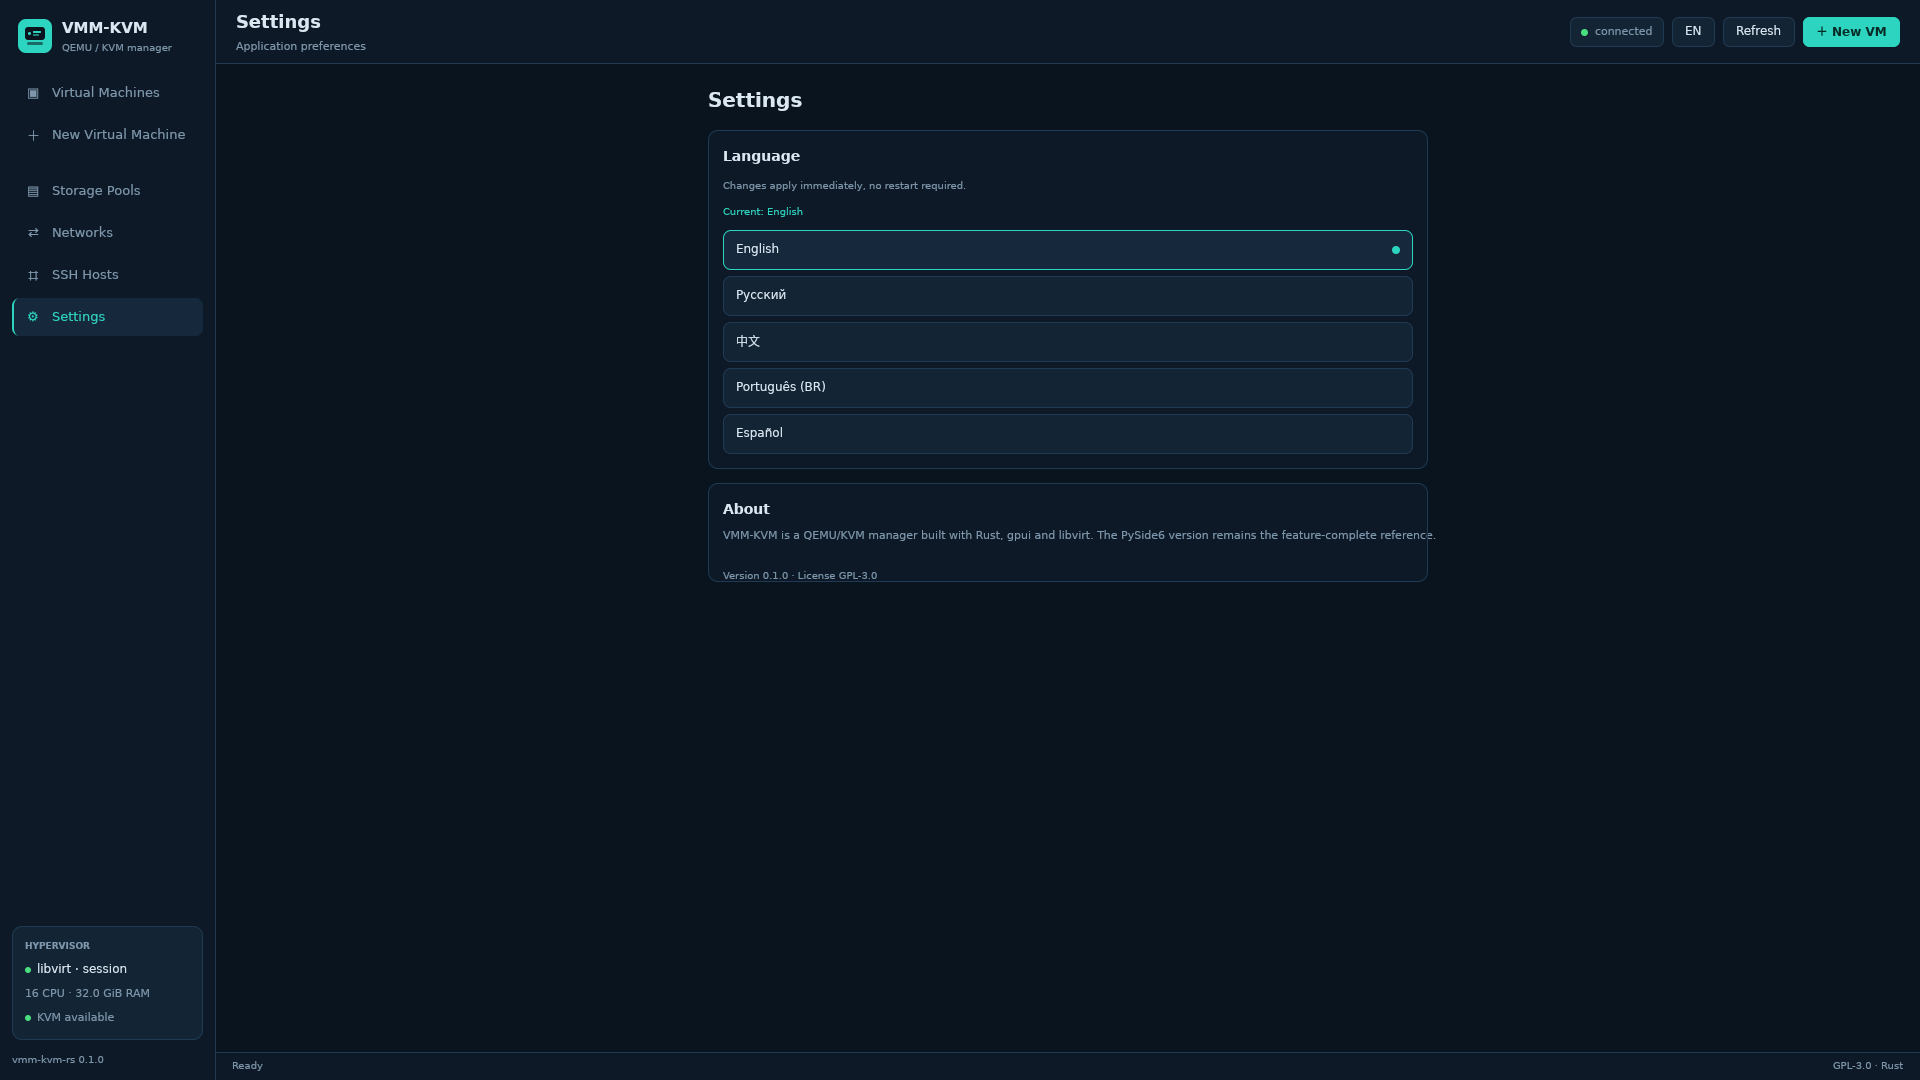 VMM-KVM
QEMU / KVM manager
Virtual Machines
New Virtual Machine
Storage Pools
Networks
SSH Hosts
Settings
HYPERVISOR
libvirt · session
16 CPU · 32.0 GiB RAM
KVM available
vmm-kvm-rs 0.1.0
Settings
Application preferences
connected
EN
Refresh
+ New VM
Settings
Language
Changes apply immediately, no restart required.
Current: English
English
Русский
中文
Português (BR)
Español
About
VMM-KVM is a QEMU/KVM manager built with Rust, gpui and libvirt. The PySide6 version remains the feature-complete reference.
Version 0.1.0 · License GPL-3.0
Ready
GPL-3.0 · Rust